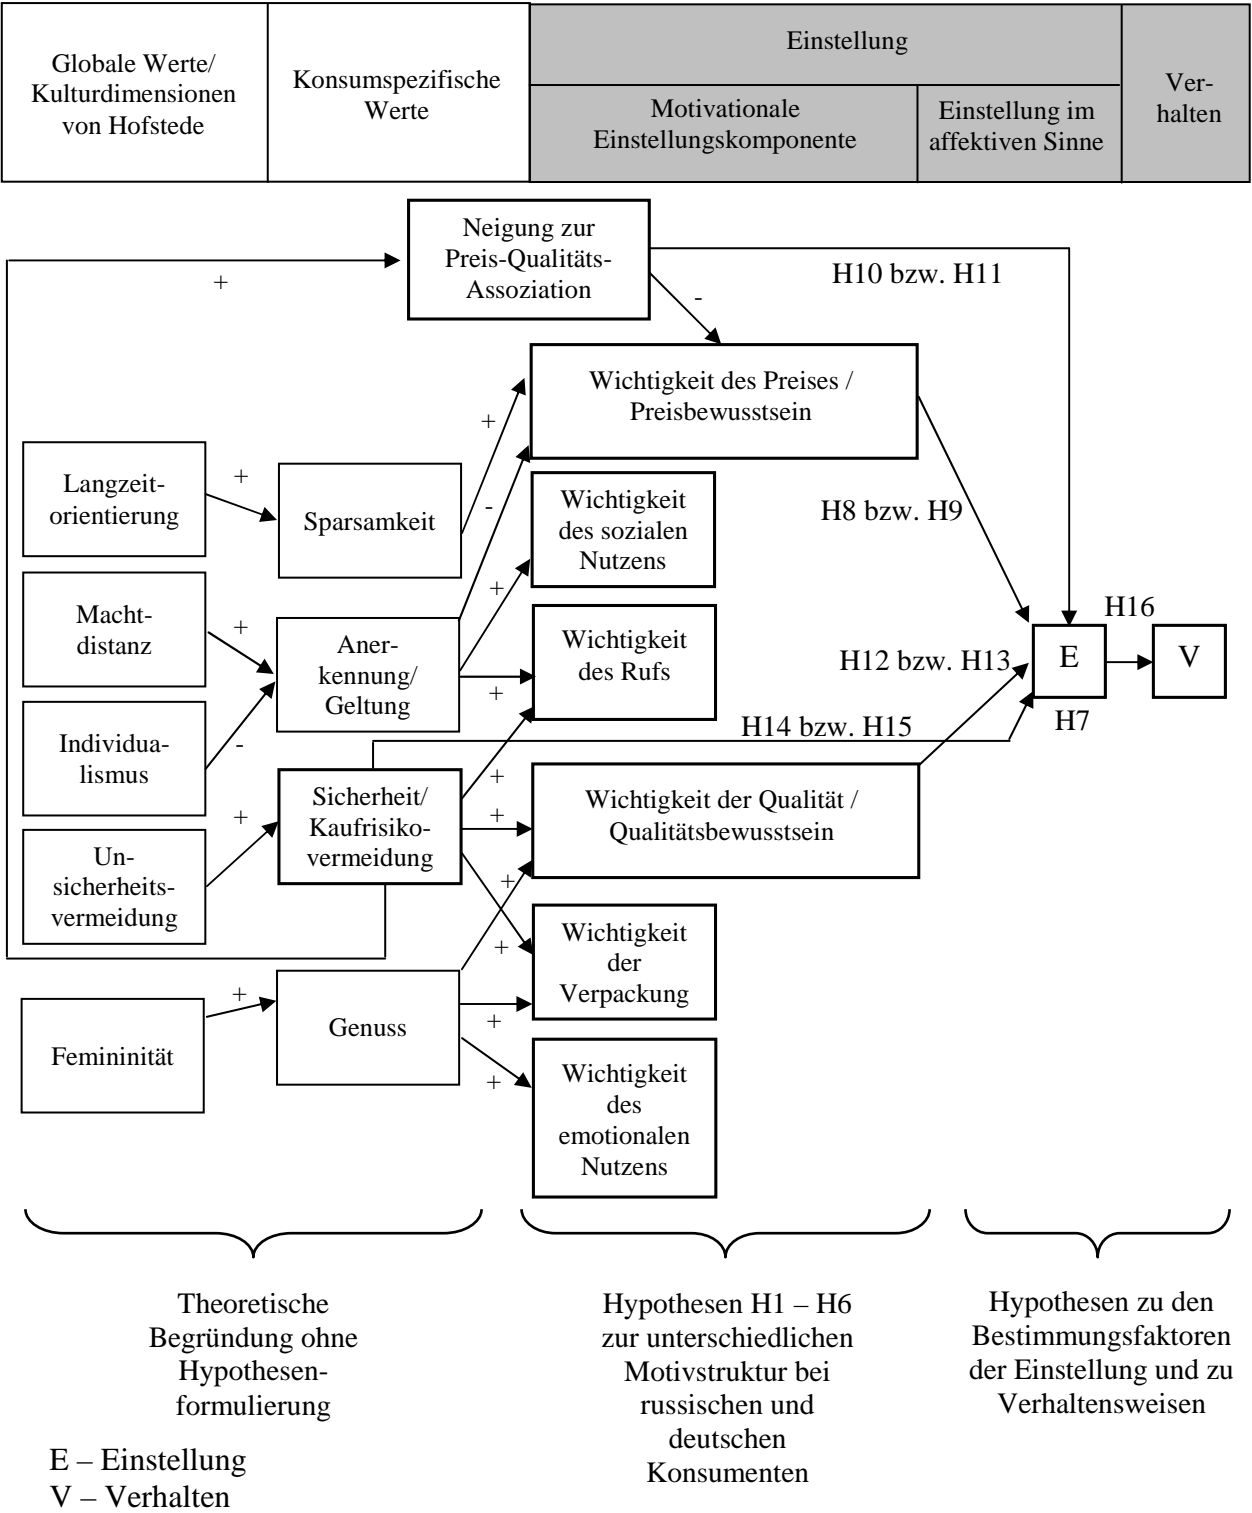 Globale Werte/
Kulturdimensionen
von Hofstede
Konsumspezifische
Werte
Einstellung
Motivationale
Einstellungskomponente
Einstellung im
affektiven Sinne
Ver-
halten
Neigung zur
Preis-Qualitäts-
Assoziation
+
H10 bzw. H11
-
Wichtigkeit des Preises /
Preisbewusstsein
+
Langzeit-
orientierung
+
Sparsamkeit
-
Wichtigkeit
des sozialen
Nutzens
H8 bzw. H9
Macht-
distanz
+
Aner-
kennung/
Geltung
+
+
Wichtigkeit
des Rufs
H12 bzw. H13
E
H16
V
H7
H14 bzw. H15
Individua-
lismus
-
Sicherheit/
Kaufrisiko-
vermeidung
+
+
+
Wichtigkeit der Qualität /
Qualitätsbewusstsein
Un-
sicherheits-
vermeidung
+
+
Wichtigkeit
der
Verpackung
Femininität
+
Genuss
+
+
Wichtigkeit
des
emotionalen
Nutzens
Theoretische
Begründung ohne
Hypothesen-
formulierung
Hypothesen H1 – H6
zur unterschiedlichen
Motivstruktur bei
russischen und
deutschen
Konsumenten
Hypothesen zu den
Bestimmungsfaktoren
der Einstellung und zu
Verhaltensweisen
E – Einstellung
V – Verhalten